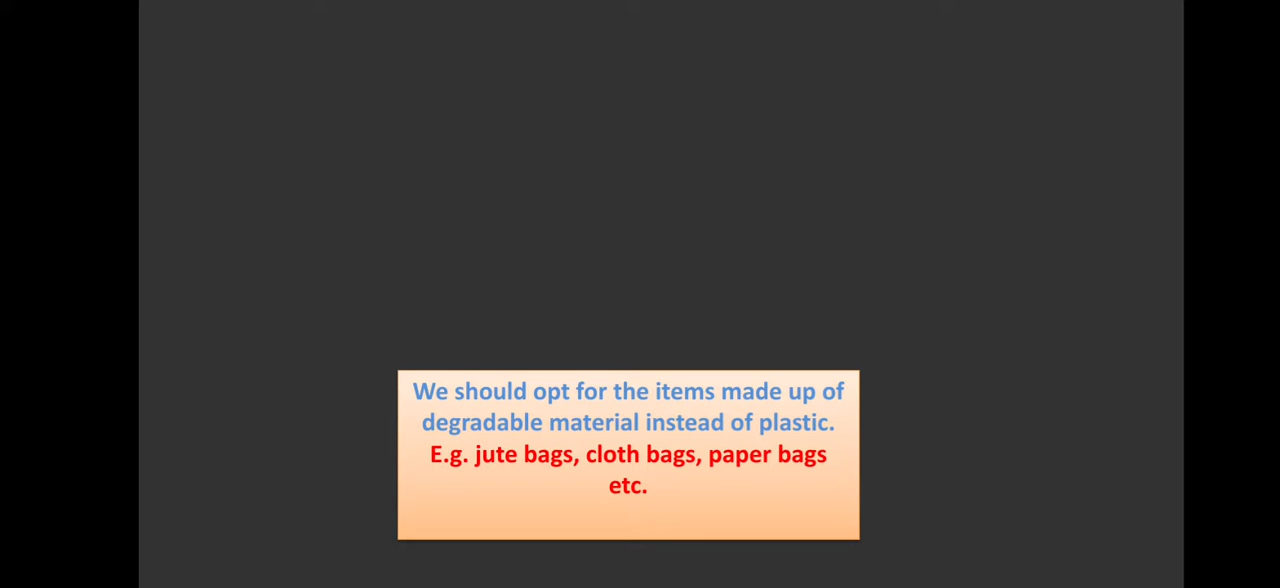 We should opt for the items made up of
degradable material instead of plastic.
E.g. jute bags, cloth bags, paper bags
etc.